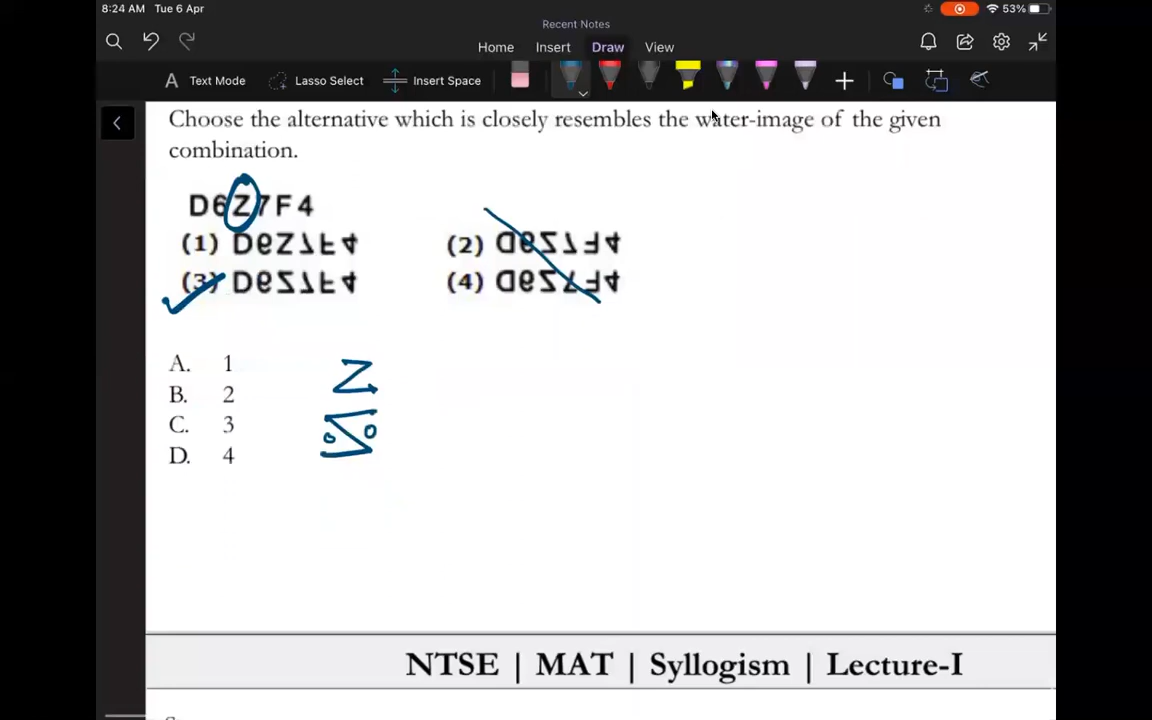 8:24 AM Tue 6 Apr
53%
Recent Notes
Home Insert Draw View
Text Mode Lasso Select Insert Space
Choose the alternative which is closely resembles the water-image of the given
combination.
D6Z7F4
(1)
(2)
(3)
(4)
A. 1
B. 2
C. 3
D. 4
Z
NTSE | MAT | Syllogism | Lecture-I